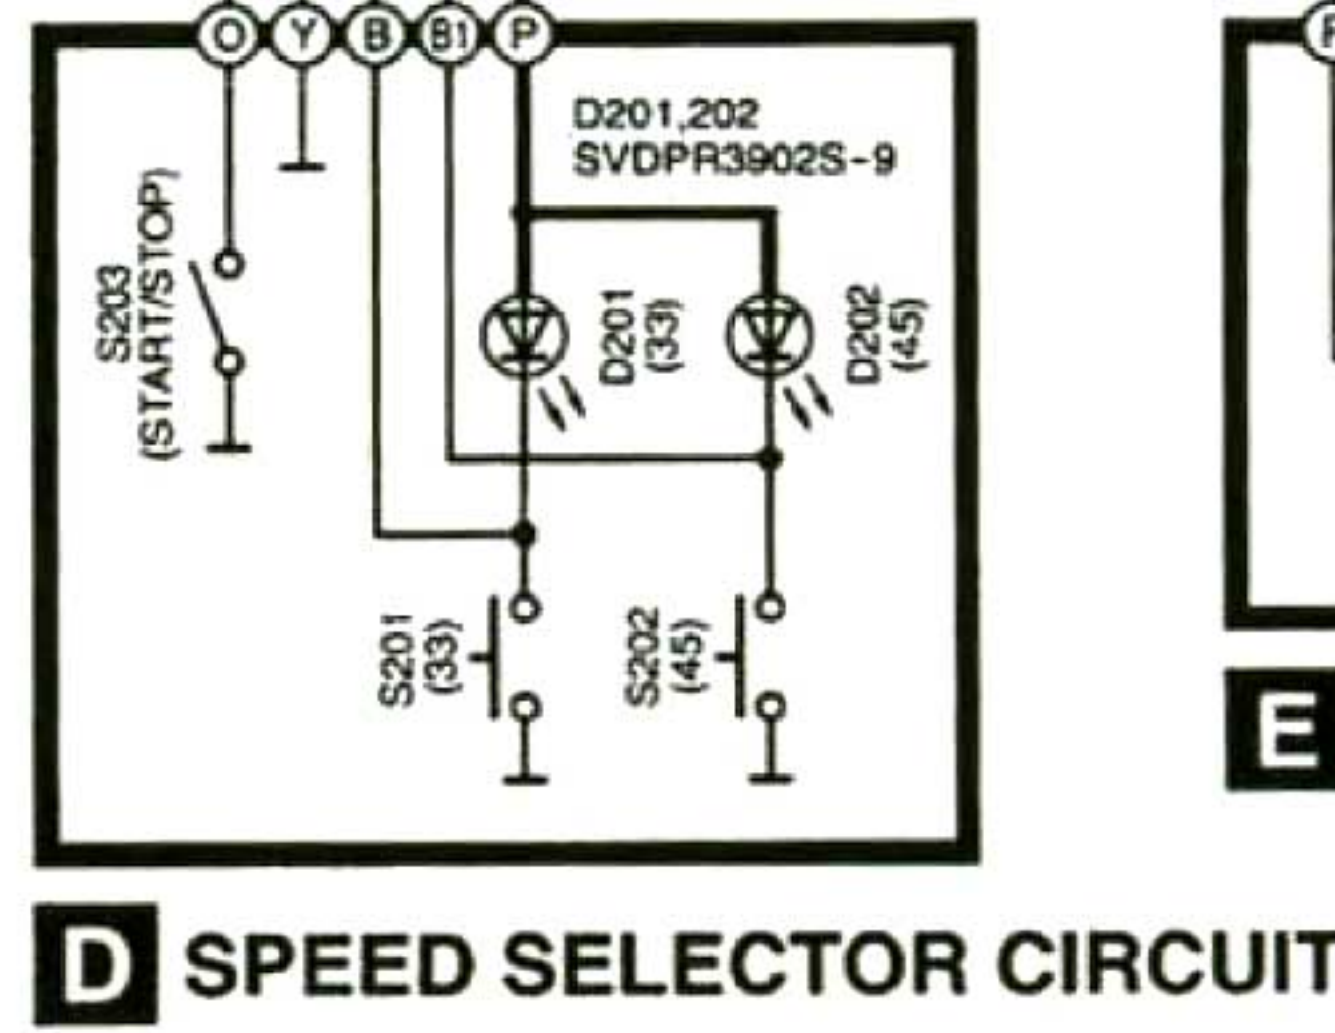 O Y B B1 P
D201,202
SVDPR3902S-9
S203
(START/STOP)
D201
(33)
D202
(45)
S201
(33)
S202
(45)
E
D SPEED SELECTOR CIRCUIT